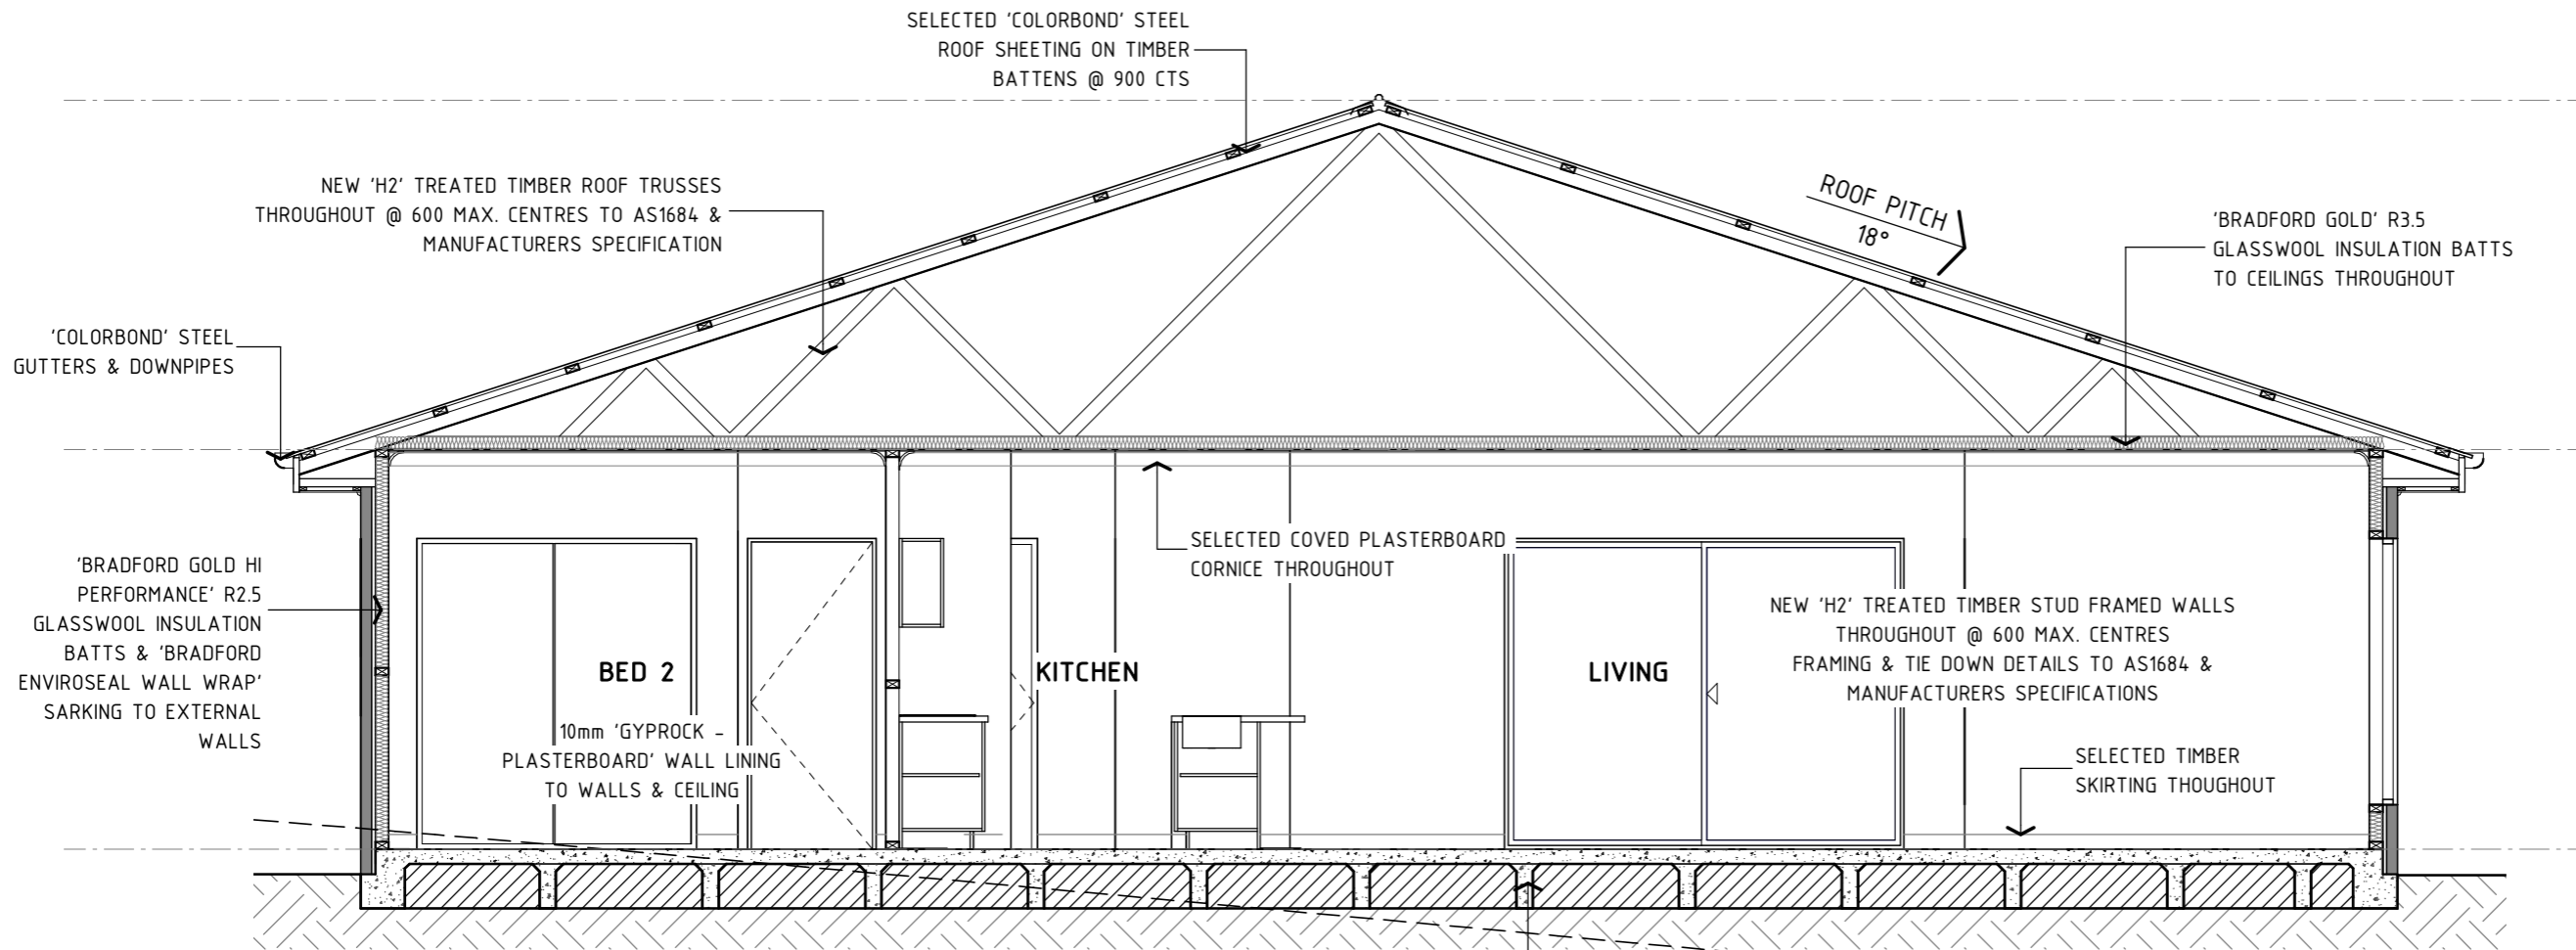 SELECTED 'COLORBOND' STEEL
ROOF SHEETING ON TIMBER
BATTENS @ 900 CTS
NEW 'H2' TREATED TIMBER ROOF TRUSSES
THROUGHOUT @ 600 MAX. CENTRES TO AS1684 &
MANUFACTURERS SPECIFICATION
ROOF PITCH
18°
'BRADFORD GOLD' R3.5
GLASSWOOL INSULATION BATTS
TO CEILINGS THROUGHOUT
'COLORBOND' STEEL
GUTTERS & DOWNPIPES
SELECTED COVED PLASTERBOARD
CORNICE THROUGHOUT
'BRADFORD GOLD HI
PERFORMANCE' R2.5
GLASSWOOL INSULATION
BATTS & 'BRADFORD
ENVIROSEAL WALL WRAP'
SARKING TO EXTERNAL
WALLS
NEW 'H2' TREATED TIMBER STUD FRAMED WALLS
THROUGHOUT @ 600 MAX. CENTRES
FRAMING & TIE DOWN DETAILS TO AS1684 &
MANUFACTURERS SPECIFICATIONS
BED 2
KITCHEN
LIVING
10mm 'GYPROCK -
PLASTERBOARD' WALL LINING
TO WALLS & CEILING
SELECTED TIMBER
SKIRTING THOUGHOUT